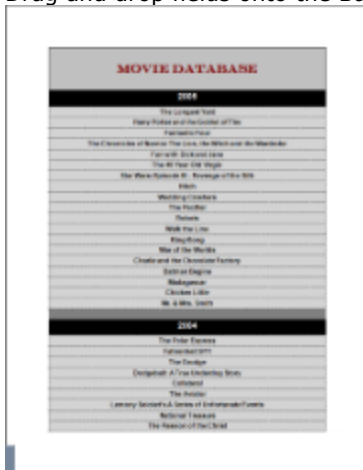 MOVIE DATABASE
2005
The Longest Yard
Harry Potter and the Goblet of Fire
Fantastic Four
The Chronicles of Narnia: The Lion, the Witch and the Wardrobe
Fun with Dick and Jane
The 40 Year Old Virgin
Star Wars: Episode III - Revenge of the Sith
Hitch
Wedding Crashers
The Pacifier
Robots
Walk the Line
King Kong
War of the Worlds
Charlie and the Chocolate Factory
Batman Begins
Madagascar
Chicken Little
Mr. & Mrs. Smith
2004
The Polar Express
Fahrenheit 9/11
The Grudge
Dodgeball: A True Underdog Story
Collateral
The Aviator
Lemony Snicket's A Series of Unfortunate Events
National Treasure
The Passion of the Christ